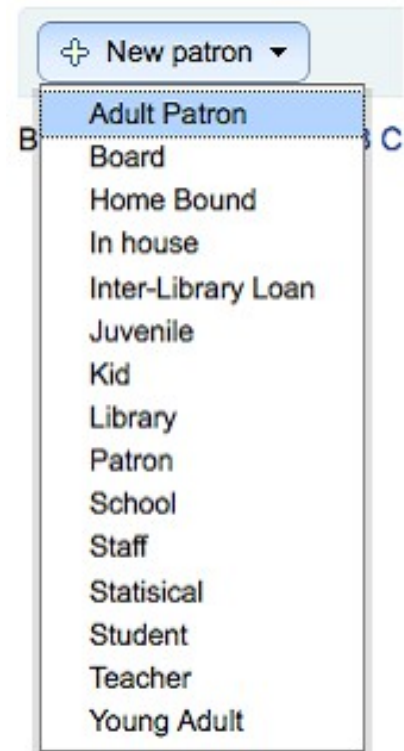 New patron
Adult Patron
B C
Board
Home Bound
In house
Inter-Library Loan
Juvenile
Kid
Library
Patron
School
Staff
Statisical
Student
Teacher
Young Adult